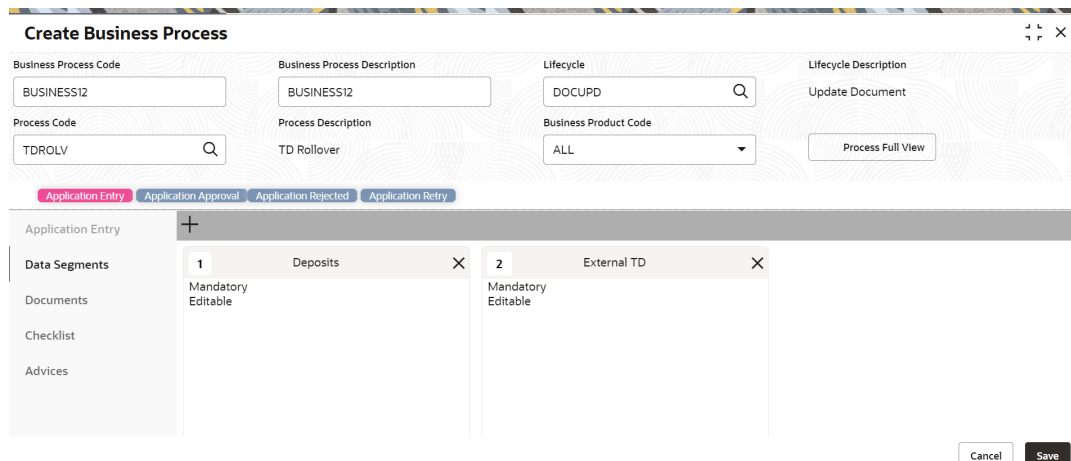 Create Business Process
Business Process Code
Business Process Description
Lifecycle
Lifecycle Description
BUSINESS12
BUSINESS12
DOCUPD
Update Document
Process Code
Process Description
Business Product Code
TDROLV
TD Rollover
ALL
Process Full View
Application Entry
Application Approval
Application Rejected
Application Retry
Application Entry
Data Segments
Documents
Checklist
Advices
1 Deposits
Mandatory
Editable
2 External TD
Mandatory
Editable
Cancel
Save